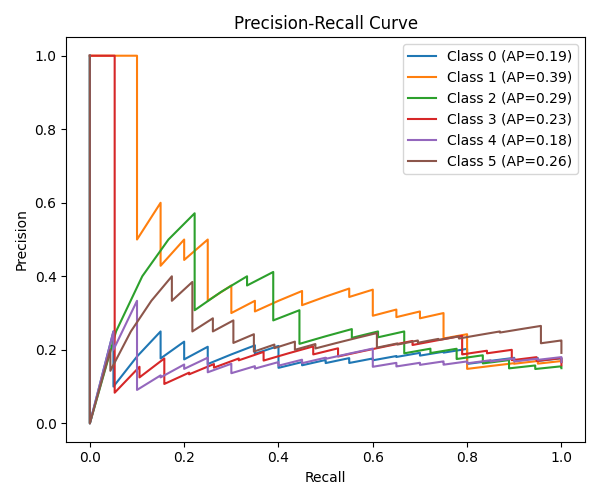 Precision-Recall Curve
Precision
1.0
0.8
0.6
0.4
0.2
0.0
Class 0 (AP=0.19)
Class 1 (AP=0.39)
Class 2 (AP=0.29)
Class 3 (AP=0.23)
Class 4 (AP=0.18)
Class 5 (AP=0.26)
0.0 0.2 0.4 0.6 0.8 1.0
Recall